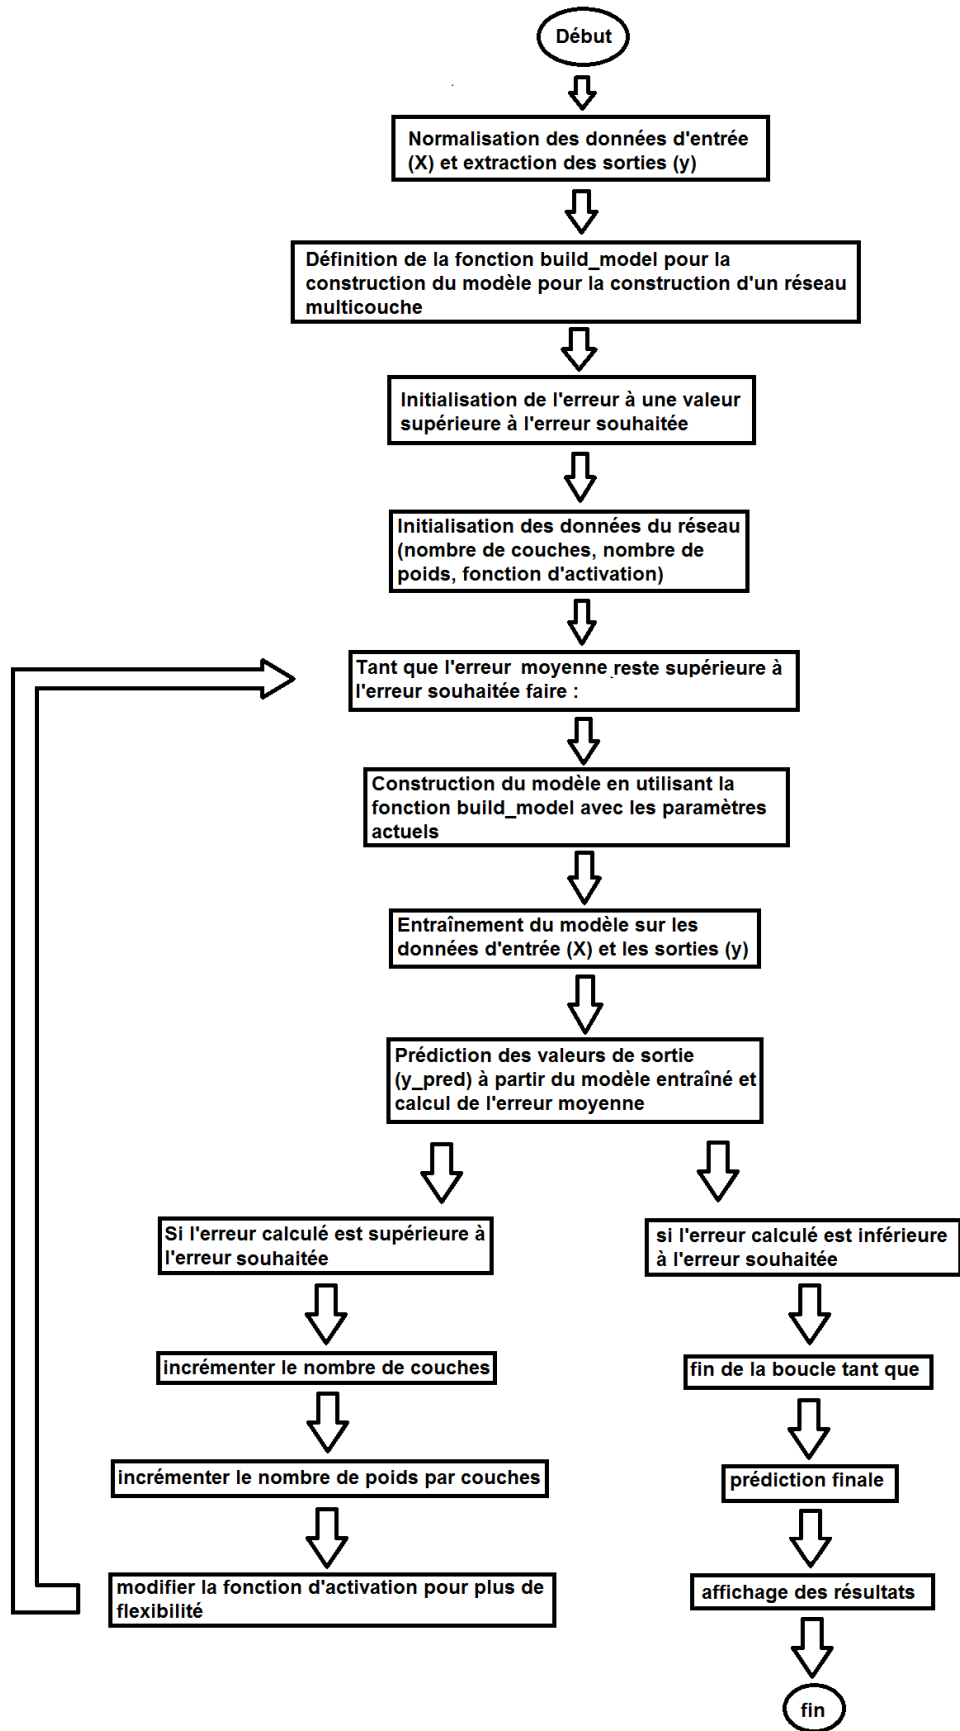 Début
Normalisation des données d'entrée
(X) et extraction des sorties (y)
Définition de la fonction build_model pour la
construction du modèle pour la construction d'un réseau
multicouche
Initialisation de l'erreur à une valeur
supérieure à l'erreur souhaitée
Initialisation des données du réseau
(nombre de couches, nombre de
poids, fonction d'activation)
Tant que l'erreur moyenne reste supérieure à
l'erreur souhaitée faire :
Construction du modèle en utilisant la
fonction build_model avec les paramètres
actuels
Entraînement du modèle sur les
données d'entrée (X) et les sorties (y)
Prédiction des valeurs de sortie
(y_pred) à partir du modèle entraîné et
calcul de l'erreur moyenne
Si l'erreur calculé est supérieure à
l'erreur souhaitée
incrémenter le nombre de couches
incrémenter le nombre de poids par couches
modifier la fonction d'activation pour plus de
flexibilité
si l'erreur calculé est inférieure
à l'erreur souhaitée
fin de la boucle tant que
prédiction finale
affichage des résultats
fin